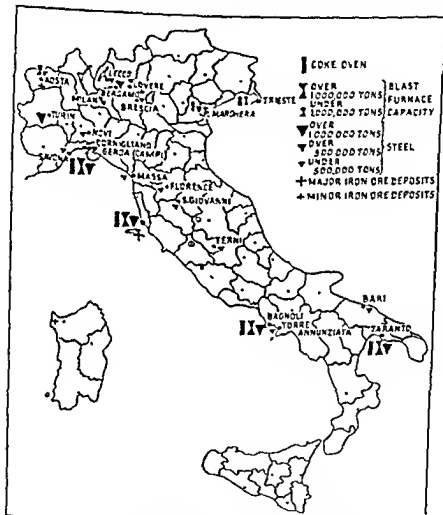 COKE OVEN
OVER
1,000,000 TONS
UNDER
1,000,000 TONS
BLAST
FURNACE
CAPACITY
OVER
1,000,000 TONS
OVER
500,000 TONS
UNDER
500,000 TONS
STEEL
MAJOR IRON ORE DEPOSITS
MINOR IRON ORE DEPOSITS
AOSTA
LECCO
LOVERE
BERGAMO
MILAN
BRESCIA
TRIESTE
P. MARGHERA
TURIN
NOVI
CORNIGLIANO
GENOA (CAMPI)
SAVONA
MASSA
FLORENCE
S.GIOVANNI
TERNI
BAGNOLI
TORRE
ANNUNZIATA
BARI
TARANTO